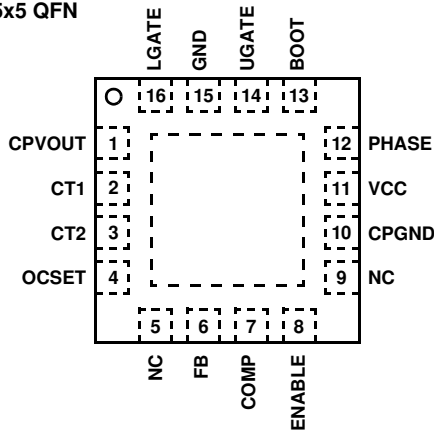 5x5 QFN
LGATE
GND
UGATE
BOOT
16
15
14
13
CPVOUT 1
12 PHASE
CT1 2
11 VCC
CT2 3
10 CPGND
OCSET 4
9 NC
5
6
7
8
NC
FB
COMP
ENABLE